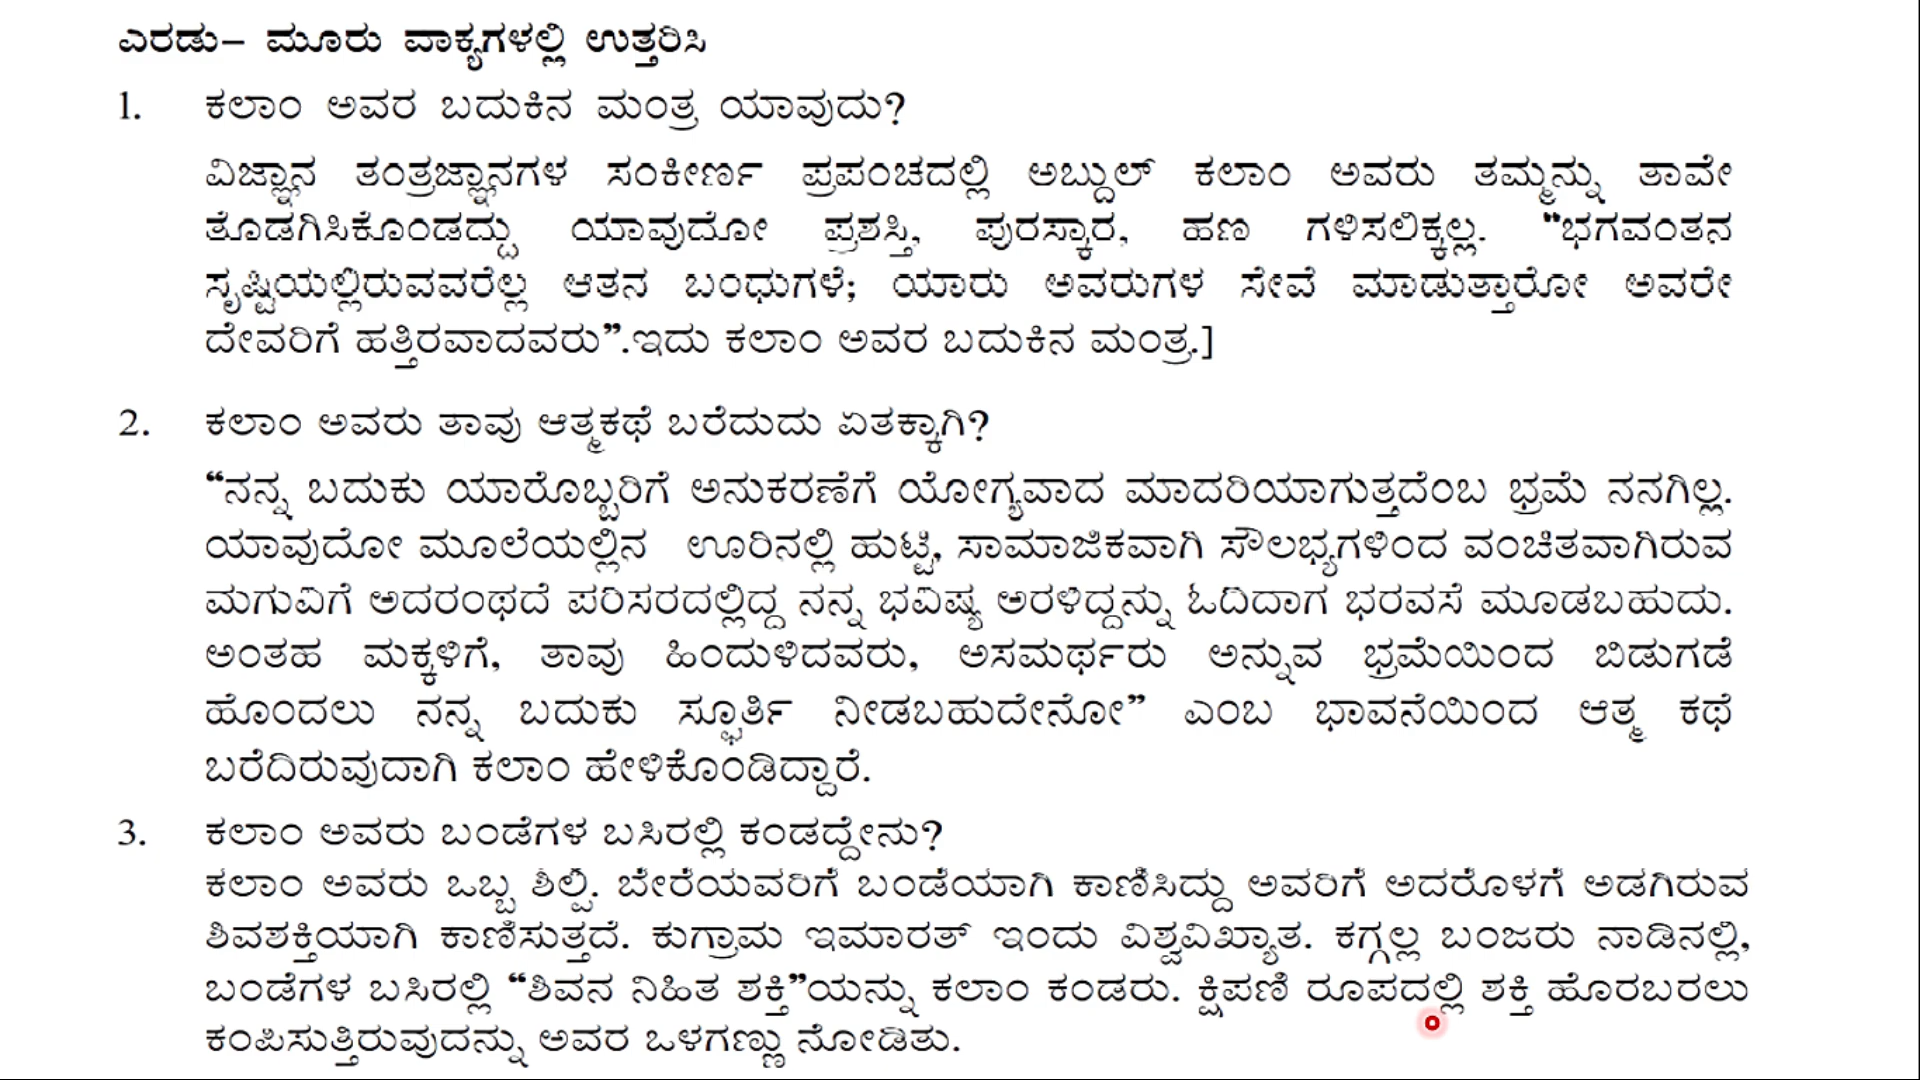 ಎರಡು– ಮೂರು ವಾಕ್ಯಗಳಲ್ಲಿ ಉತ್ತರಿಸಿ
1. ಕಲಾಂ ಅವರ ಬದುಕಿನ ಮಂತ್ರ ಯಾವುದು?
ವಿಜ್ಞಾನ ತಂತ್ರಜ್ಞಾನಗಳ ಸಂಕೀರ್ಣ ಪ್ರಪಂಚದಲ್ಲಿ ಅಬ್ದುಲ್ ಕಲಾಂ ಅವರು ತಮ್ಮನ್ನು ತಾವೇ
ತೊಡಗಿಸಿಕೊಂಡದ್ದು ಯಾವುದೋ ಪ್ರಶಸ್ತಿ, ಪುರಸ್ಕಾರ, ಹಣ ಗಳಿಸಲಿಕ್ಕಲ್ಲ. “ಭಗವಂತನ
ಸೃಷ್ಟಿಯಲ್ಲಿರುವವರೆಲ್ಲ ಆತನ ಬಂಧುಗಳೆ; ಯಾರು ಅವರುಗಳ ಸೇವೆ ಮಾಡುತ್ತಾರೋ ಅವರೇ
ದೇವರಿಗೆ ಹತ್ತಿರವಾದವರು”.ಇದು ಕಲಾಂ ಅವರ ಬದುಕಿನ ಮಂತ್ರ.]
2. ಕಲಾಂ ಅವರು ತಾವು ಆತ್ಮಕಥೆ ಬರೆದುದು ಏತಕ್ಕಾಗಿ?
“ನನ್ನ ಬದುಕು ಯಾರೊಬ್ಬರಿಗೆ ಅನುಕರಣೆಗೆ ಯೋಗ್ಯವಾದ ಮಾದರಿಯಾಗುತ್ತದೆಂಬ ಭ್ರಮೆ ನನಗಿಲ್ಲ.
ಯಾವುದೋ ಮೂಲೆಯಲ್ಲಿನ ಊರಿನಲ್ಲಿ ಹುಟ್ಟಿ, ಸಾಮಾಜಿಕವಾಗಿ ಸೌಲಭ್ಯಗಳಿಂದ ವಂಚಿತವಾಗಿರುವ
ಮಗುವಿಗೆ ಅದರಂಥದೆ ಪರಿಸರದಲ್ಲಿದ್ದ ನನ್ನ ಭವಿಷ್ಯ ಅರಳಿದ್ದನ್ನು ಓದಿದಾಗ ಭರವಸೆ ಮೂಡಬಹುದು.
ಅಂತಹ ಮಕ್ಕಳಿಗೆ, ತಾವು ಹಿಂದುಳಿದವರು, ಅಸಮರ್ಥರು ಅನ್ನುವ ಭ್ರಮೆಯಿಂದ ಬಿಡುಗಡೆ
ಹೊಂದಲು ನನ್ನ ಬದುಕು ಸ್ಫೂರ್ತಿ ನೀಡಬಹುದೇನೋ” ಎಂಬ ಭಾವನೆಯಿಂದ ಆತ್ಮ ಕಥೆ
ಬರೆದಿರುವುದಾಗಿ ಕಲಾಂ ಹೇಳಿಕೊಂಡಿದ್ದಾರೆ.
3. ಕಲಾಂ ಅವರು ಬಂಡೆಗಳ ಬಸಿರಲ್ಲಿ ಕಂಡದ್ದೇನು?
ಕಲಾಂ ಅವರು ಒಬ್ಬ ಶಿಲ್ಪಿ. ಬೇರೆಯವರಿಗೆ ಬಂಡೆಯಾಗಿ ಕಾಣಿಸಿದ್ದು ಅವರಿಗೆ ಅದರೊಳಗೆ ಅಡಗಿರುವ
ಶಿವಶಕ್ತಿಯಾಗಿ ಕಾಣಿಸುತ್ತದೆ. ಕುಗ್ರಾಮ ಇಮಾರತ್ ಇಂದು ವಿಶ್ವವಿಖ್ಯಾತ. ಕಗ್ಗಲ್ಲ ಬಂಜರು ನಾಡಿನಲ್ಲಿ,
ಬಂಡೆಗಳ ಬಸಿರಲ್ಲಿ “ಶಿವನ ನಿಹಿತ ಶಕ್ತಿ”ಯನ್ನು ಕಲಾಂ ಕಂಡರು. ಕ್ಷಿಪಣಿ ರೂಪದಲ್ಲಿ ಶಕ್ತಿ ಹೊರಬರಲು
ಕಂಪಿಸುತ್ತಿರುವುದನ್ನು ಅವರ ಒಳಗಣ್ಣು ನೋಡಿತು.